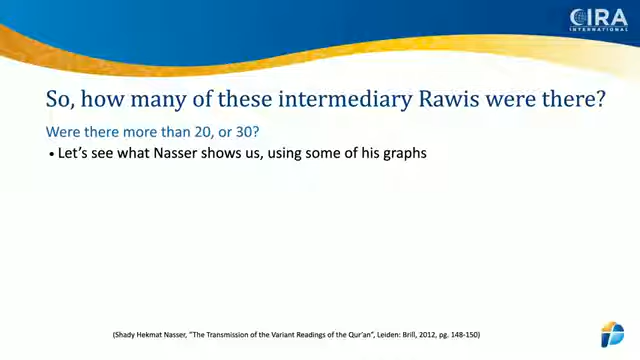 CIRA
INTERNATIONAL
So, how many of these intermediary Rawis were there?
Were there more than 20, or 30?
• Let’s see what Nasser shows us, using some of his graphs
(Shady Hekmat Nasser, “The Transmission of the Variant Readings of the Qur’an”, Leiden: Brill, 2012, pg. 148-150)